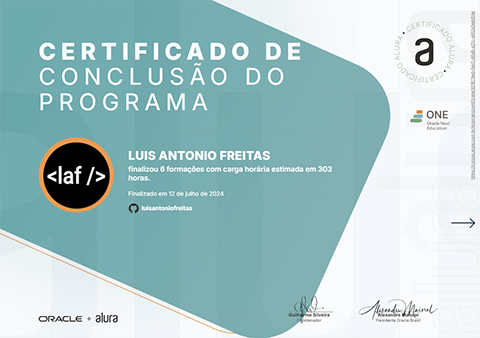 CERTIFICADO DE
CONCLUSÃO DO
PROGRAMA
CERTIFICADO ALURA · CERTIFICADO ALURA
a
ONE
Oracle Next
Education
<laf />
LUIS ANTONIO FREITAS
finalizou 6 formações com carga horária estimada em 303
horas.
Finalizado em 12 de julho de 2024
luisantoniofreitas
Guilherme Silveira
Coordenador
Alexandre Maioral
Presidente Oracle Brasil
ORACLE + alura